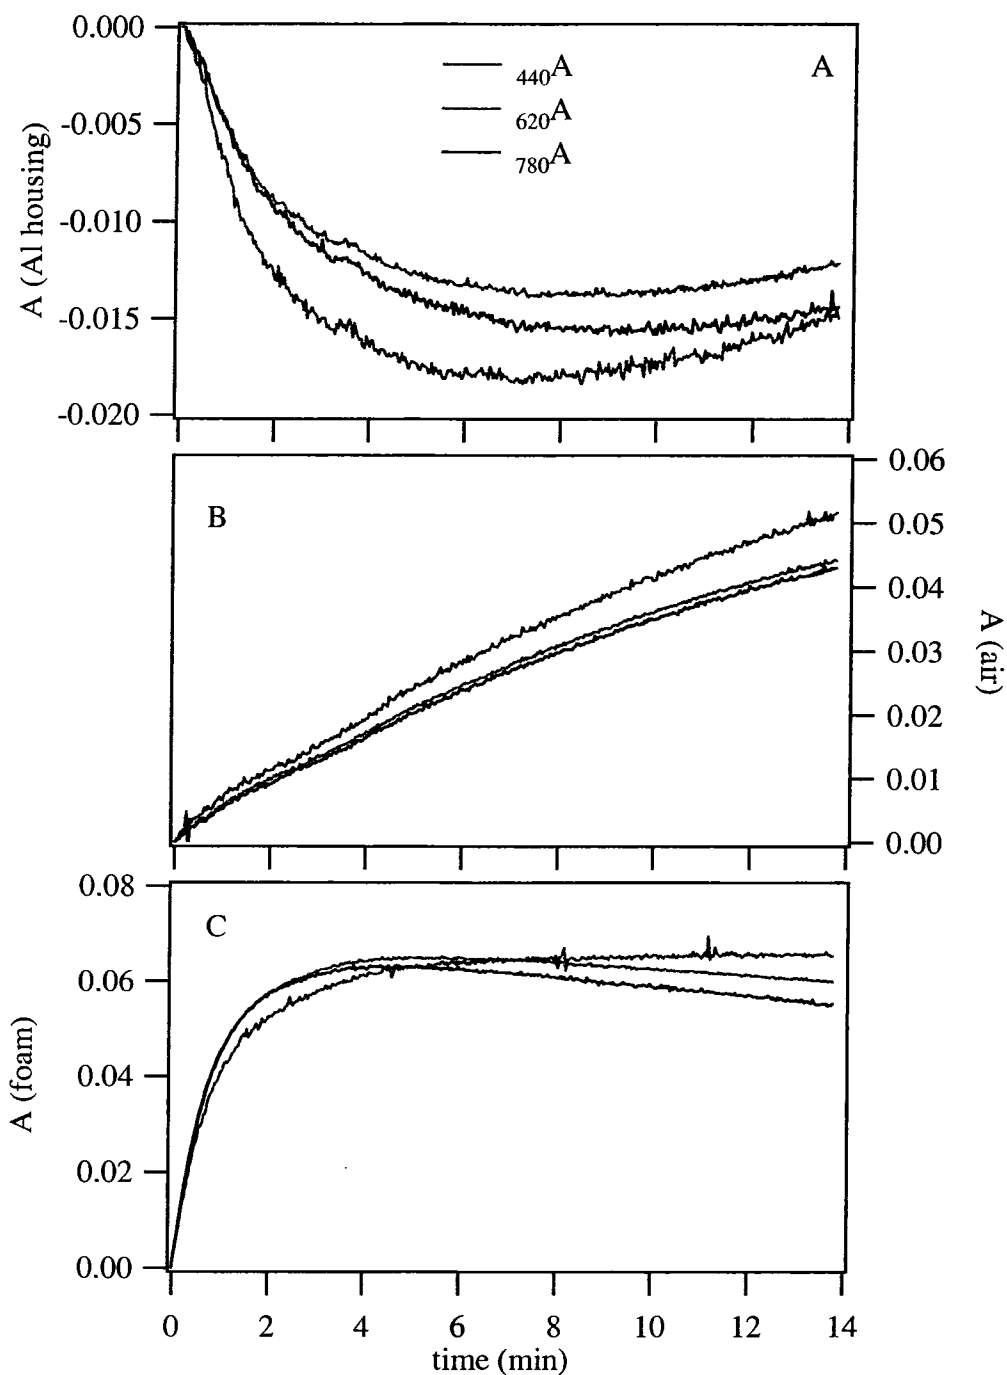 0.000
-0.005
-0.010
-0.015
-0.020
A (Al housing)
440A
620A
780A
A
B
0.06
0.05
0.04
0.03
0.02
0.01
0.00
A (air)
C
0.08
0.06
0.04
0.02
0.00
A (foam)
0 2 4 6 8 10 12 14
time (min)